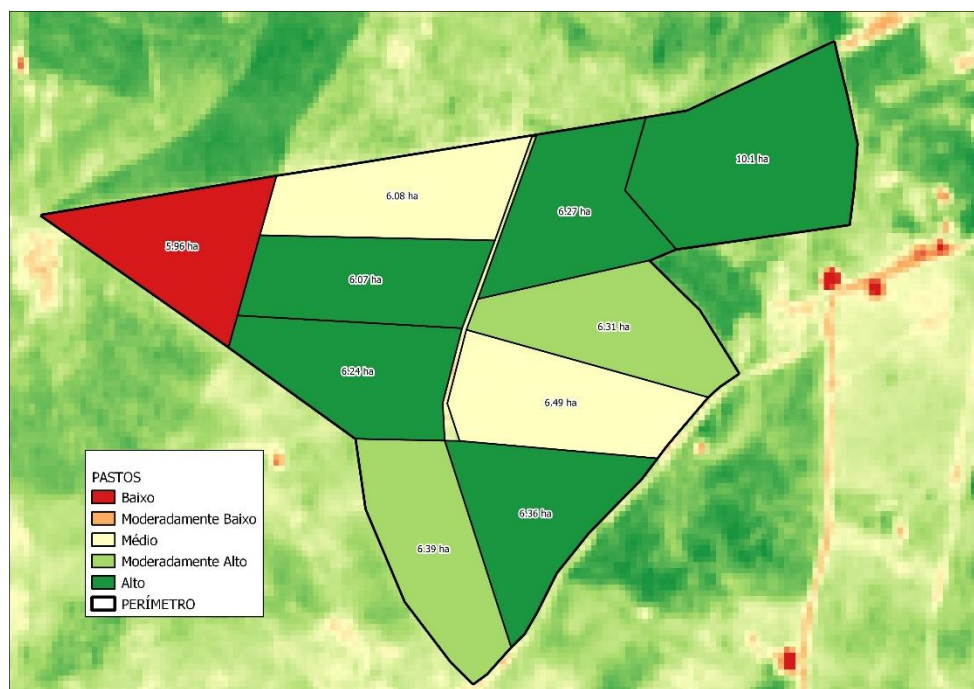 10.1 ha
6.08 ha
6.27 ha
5.96 ha
6.07 ha
6.31 ha
6.24 ha
6.49 ha
6.36 ha
6.39 ha
PASTOS
Baixo
Moderadamente Baixo
Médio
Moderadamente Alto
Alto
PERÍMETRO